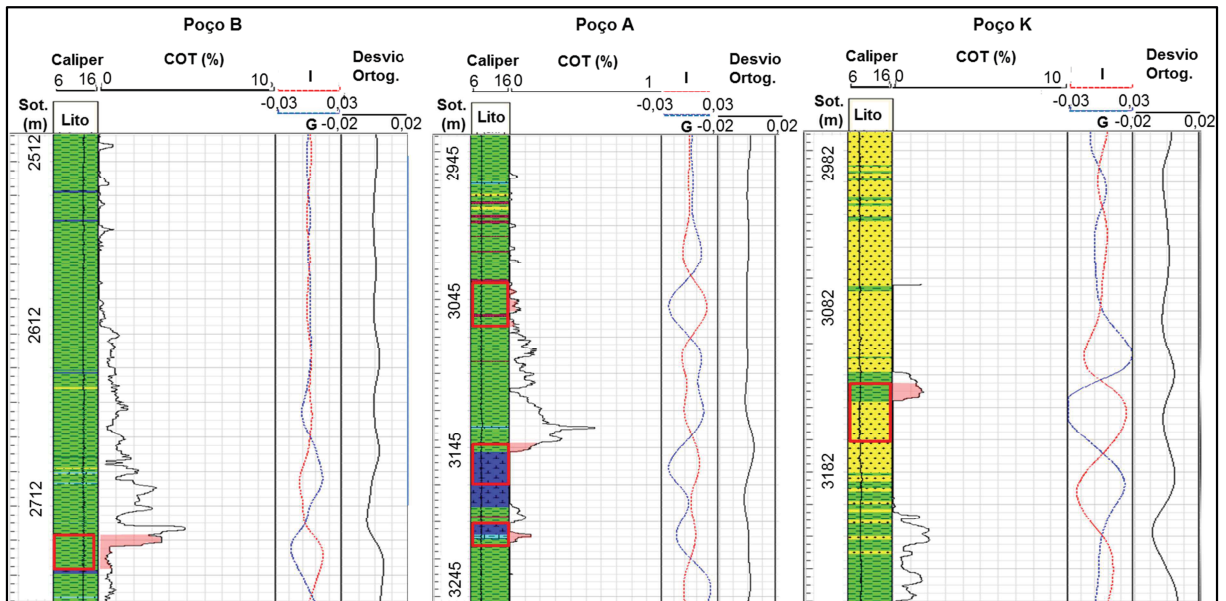 Poço B
Caliper
6 16
COT (%)
0 10
I
-0.03 0,03
G
Desvio
Ortog.
-0,02 0,02
Sot.
(m)
Lito
2512
2612
2712
Poço A
Caliper
6 16
COT (%)
0 1
I
-0.03 0,03
G
Desvio
Ortog.
-0,02 0,02
Sot.
(m)
Lito
2945
3045
3145
3245
Poço K
Caliper
6 16
COT (%)
0 10
I
-0.03 0,03
G
Desvio
Ortog.
-0,02 0,02
Sot.
(m)
Lito
2982
3082
3182